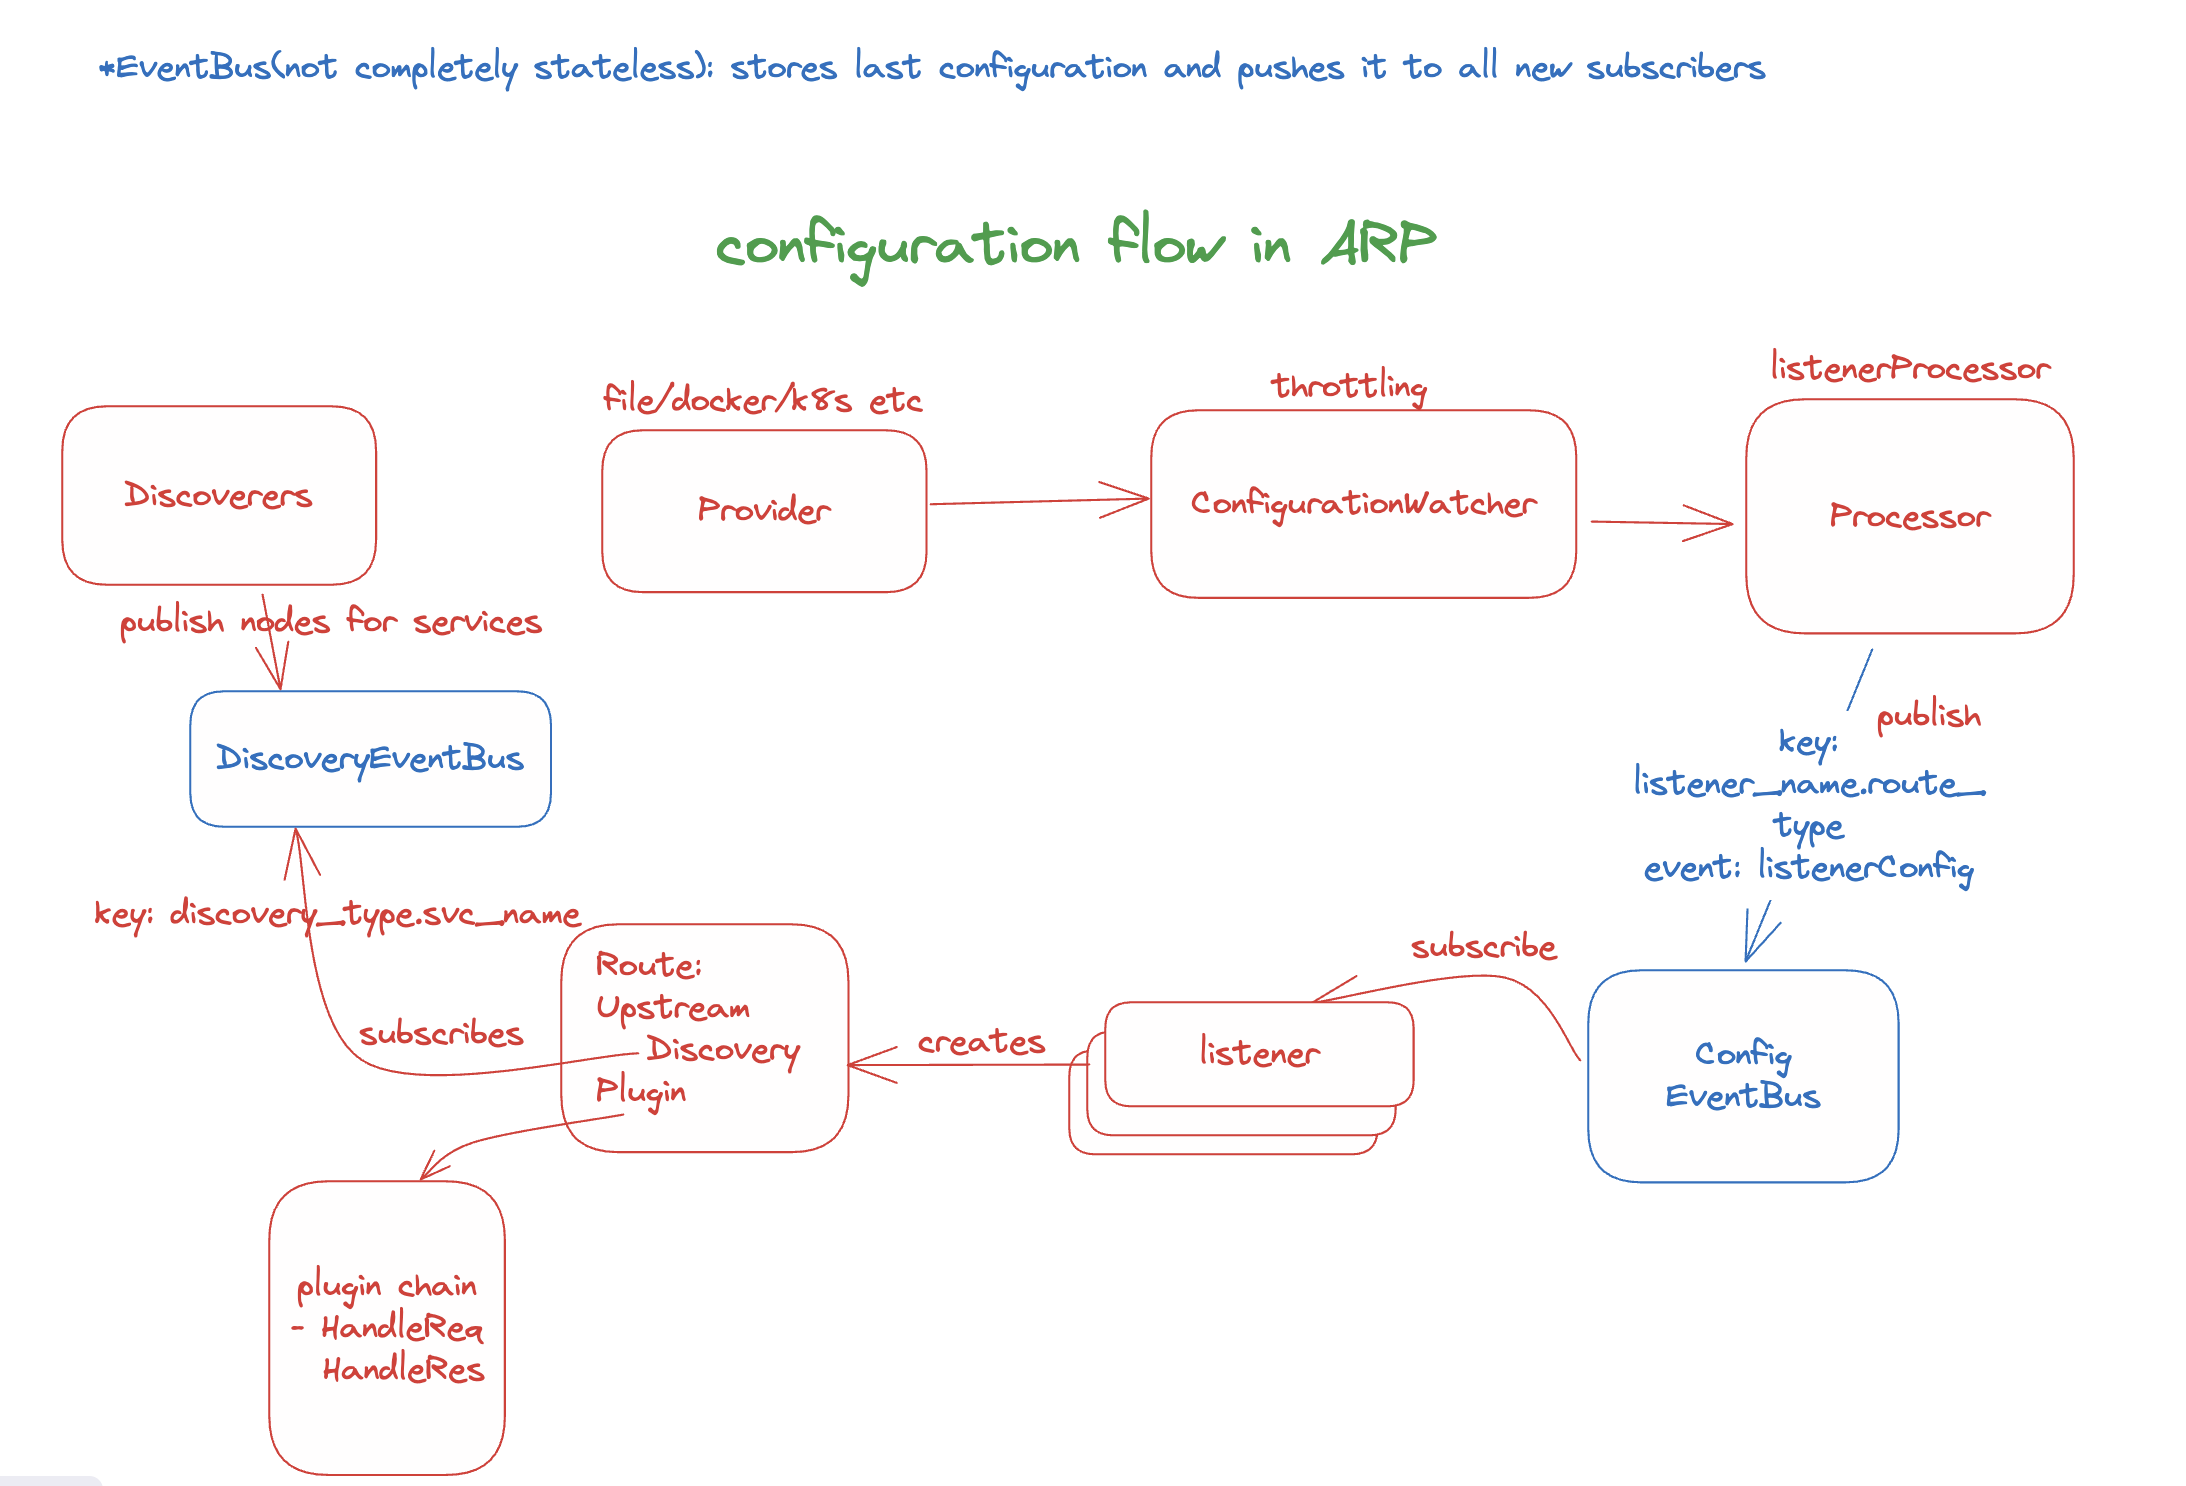 *EventBus(not completely stateless): stores last configuration and pushes it to all new subscribers
configuration flow in ARP
listenerProcessor
throttling
file/docker/k8s etc
Discoverers
Provider
ConfigurationWatcher
Processor
publish nodes for services
publish
DiscoveryEventBus
key:
listener_name.route_
type
event: listenerConfig
key: discovery_type.svc_name
subscribe
Route:
Upstream
Discovery
Plugin
subscribes
creates
listener
Config
EventBus
plugin chain
- HandleReq
HandleRes